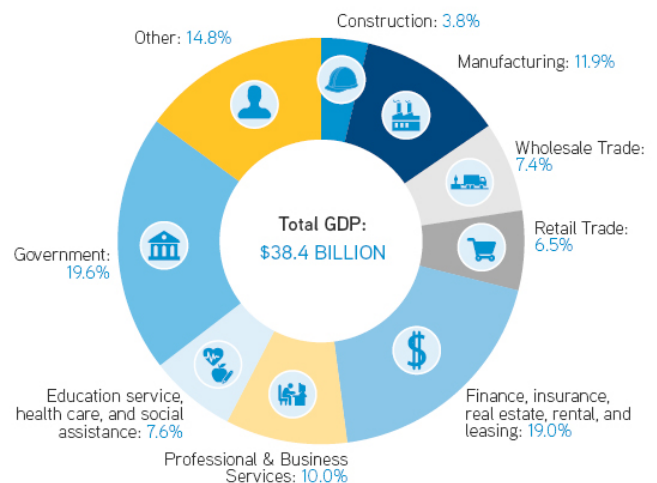 Construction: 3.8%
Other: 14.8%
Manufacturing: 11.9%
Wholesale Trade:
7.4%
Retail Trade:
6.5%
Total GDP:
$38.4 BILLION
Government:
19.6%
Finance, insurance,
real estate, rental, and
leasing: 19.0%
Education service,
health care, and social
assistance: 7.6%
Professional & Business
Services: 10.0%